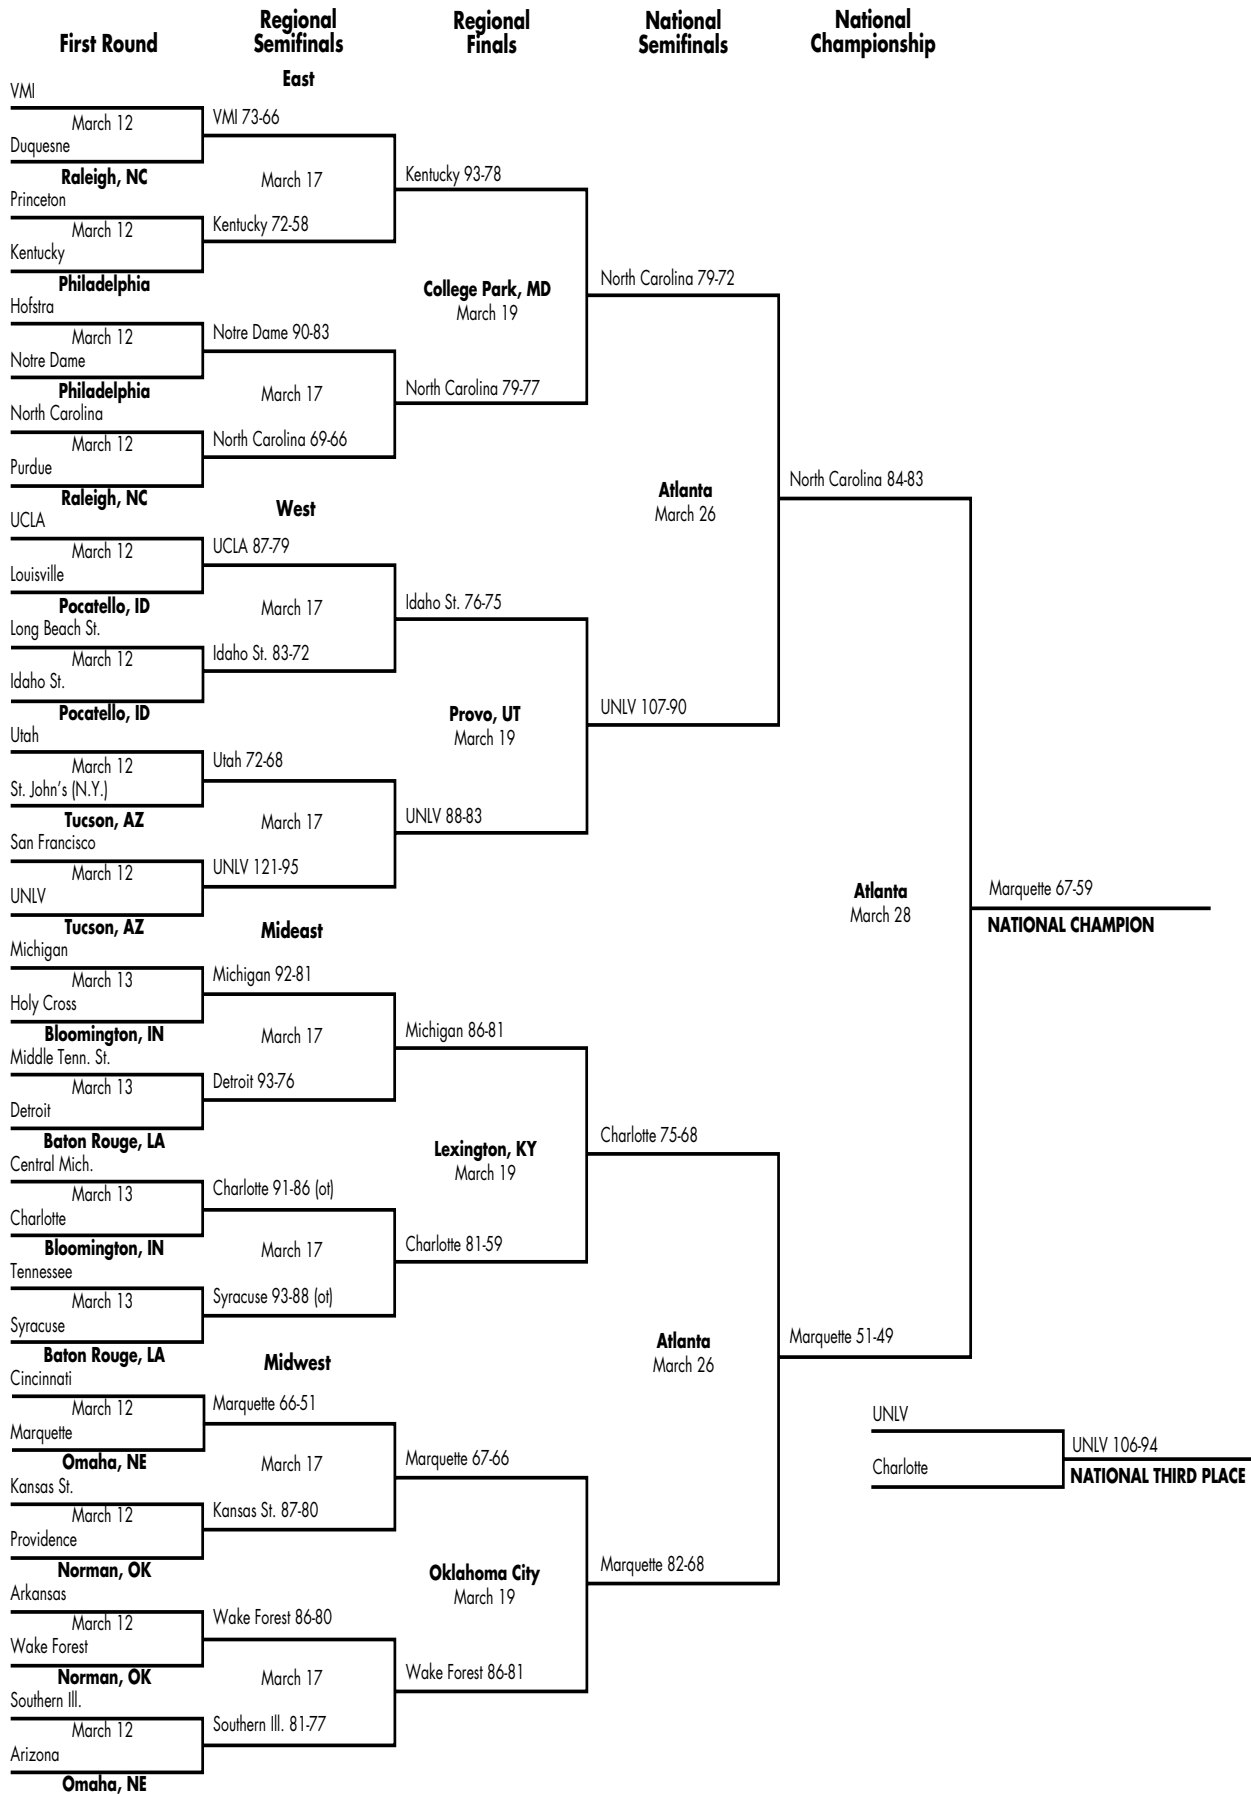 First Round
Regional
Semifinals
Regional
Finals
National
Semifinals
National
Championship
East
VMI
March 12
Duquesne
Raleigh, NC
VMI 73-66
Princeton
March 12
Kentucky
Philadelphia
Kentucky 72-58
March 17
Kentucky 93-78
Hofstra
March 12
Notre Dame
Philadelphia
Notre Dame 90-83
North Carolina
March 12
Purdue
Raleigh, NC
North Carolina 69-66
March 17
North Carolina 79-77
College Park, MD
March 19
North Carolina 79-72
West
UCLA
March 12
Louisville
Pocatello, ID
UCLA 87-79
Long Beach St.
March 12
Idaho St.
Pocatello, ID
Idaho St. 83-72
March 17
Idaho St. 76-75
Utah
March 12
St. John's (N.Y.)
Tucson, AZ
Utah 72-68
San Francisco
March 12
UNLV
Tucson, AZ
UNLV 121-95
March 17
UNLV 88-83
Provo, UT
March 19
UNLV 107-90
Atlanta
March 26
North Carolina 84-83
Mideast
Michigan
March 13
Holy Cross
Bloomington, IN
Michigan 92-81
Middle Tenn. St.
March 13
Detroit
Baton Rouge, LA
Detroit 93-76
March 17
Michigan 86-81
Central Mich.
March 13
Charlotte
Bloomington, IN
Charlotte 91-86 (ot)
Tennessee
March 13
Syracuse
Baton Rouge, LA
Syracuse 93-88 (ot)
March 17
Charlotte 81-59
Lexington, KY
March 19
Charlotte 75-68
Midwest
Cincinnati
March 12
Marquette
Omaha, NE
Marquette 66-51
Kansas St.
March 12
Providence
Norman, OK
Kansas St. 87-80
March 17
Marquette 67-66
Arkansas
March 12
Wake Forest
Norman, OK
Wake Forest 86-80
Southern Ill.
March 12
Arizona
Omaha, NE
Southern Ill. 81-77
March 17
Wake Forest 86-81
Oklahoma City
March 19
Marquette 82-68
Atlanta
March 26
Marquette 51-49
Atlanta
March 28
Marquette 67-59
NATIONAL CHAMPION
UNLV
Charlotte
UNLV 106-94
NATIONAL THIRD PLACE